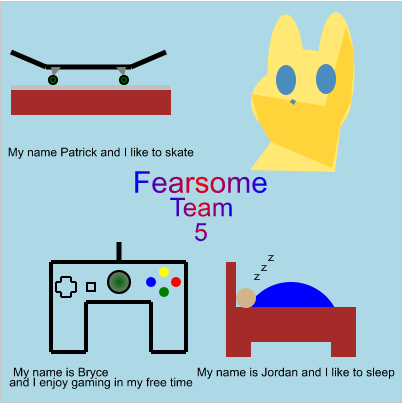 My name Patrick and I like to skate
Fearsome
Team
5
z
z
z
My name is Bryce
and I enjoy gaming in my free time
My name is Jordan and I like to sleep